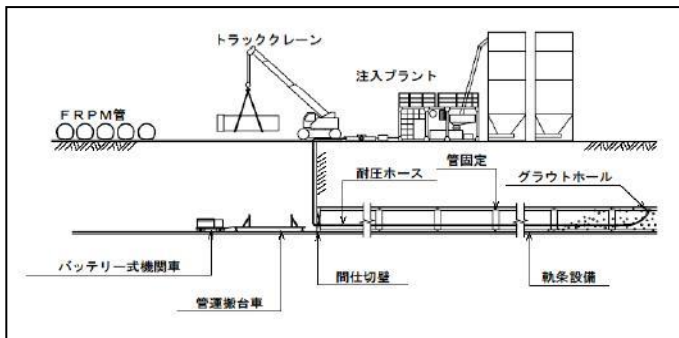 トラッククレーン
注入プラント
FRPM管
耐圧ホース
管固定
グラウトホール
バッテリー式機関車
管運搬台車
間仕切壁
軌条設備